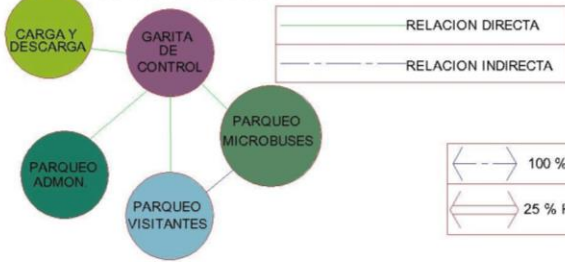 CARGA Y
DESCARGA
GARITA
DE
CONTROL
RELACION DIRECTA
RELACION INDIRECTA
PARQUEO
MICROBUSES
PARQUEO
ADMON.
PARQUEO
VISITANTES
100 %
25 %